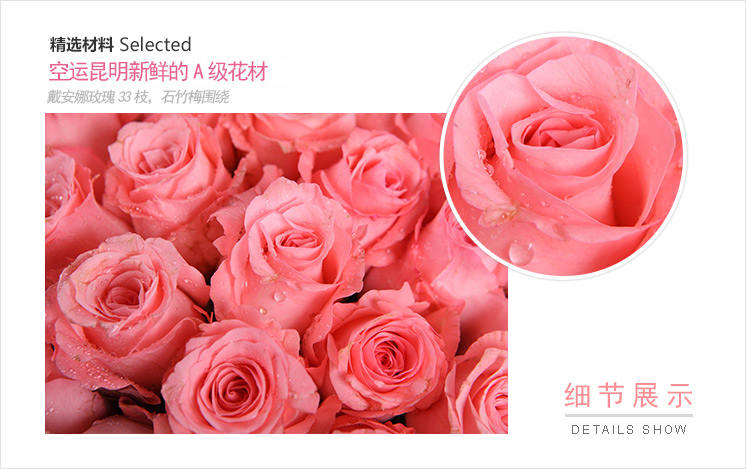 精选材料 Selected
空运昆明新鲜的 A 级花材
戴安娜玫瑰 33 枝，石竹梅围绕
细节展示
DETAILS SHOW